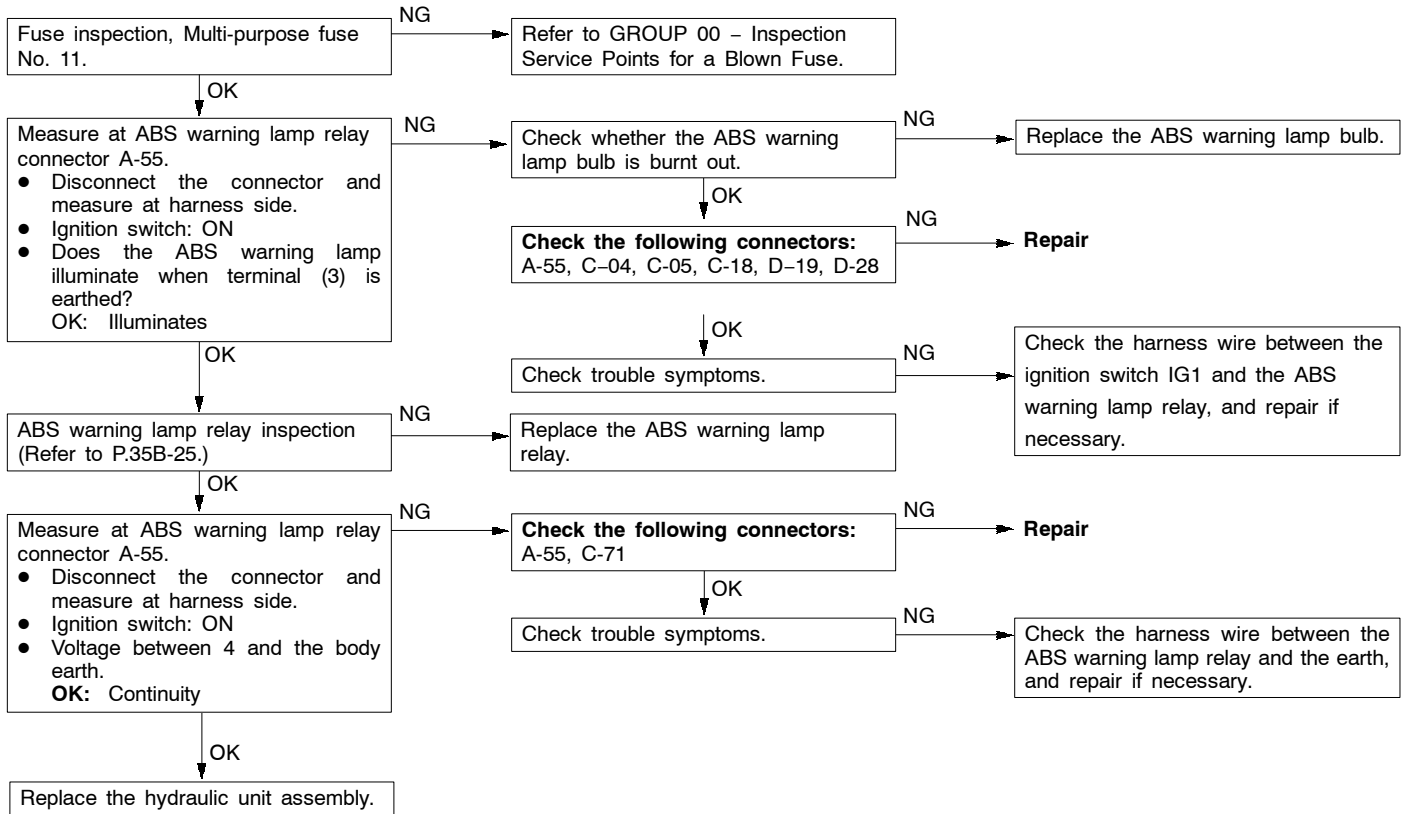 Fuse inspection, Multi-purpose fuse
No. 11.
NG
Refer to GROUP 00 – Inspection
Service Points for a Blown Fuse.
OK
Measure at ABS warning lamp relay
connector A-55.
● Disconnect the connector and
measure at harness side.
● Ignition switch: ON
● Does the ABS warning lamp
illuminate when terminal (3) is
earthed?
OK: Illuminates
NG
Check whether the ABS warning
lamp bulb is burnt out.
NG
Replace the ABS warning lamp bulb.
OK
Check the following connectors:
A-55, C–04, C-05, C-18, D–19, D-28
NG
Repair
OK
Check trouble symptoms.
NG
Check the harness wire between the
ignition switch IG1 and the ABS
warning lamp relay, and repair if
necessary.
OK
ABS warning lamp relay inspection
(Refer to P.35B-25.)
NG
Replace the ABS warning lamp
relay.
OK
Measure at ABS warning lamp relay
connector A-55.
● Disconnect the connector and
measure at harness side.
● Ignition switch: ON
● Voltage between 4 and the body
earth.
OK: Continuity
NG
Check the following connectors:
A-55, C-71
NG
Repair
OK
Check trouble symptoms.
NG
Check the harness wire between the
ABS warning lamp relay and the earth,
and repair if necessary.
OK
Replace the hydraulic unit assembly.